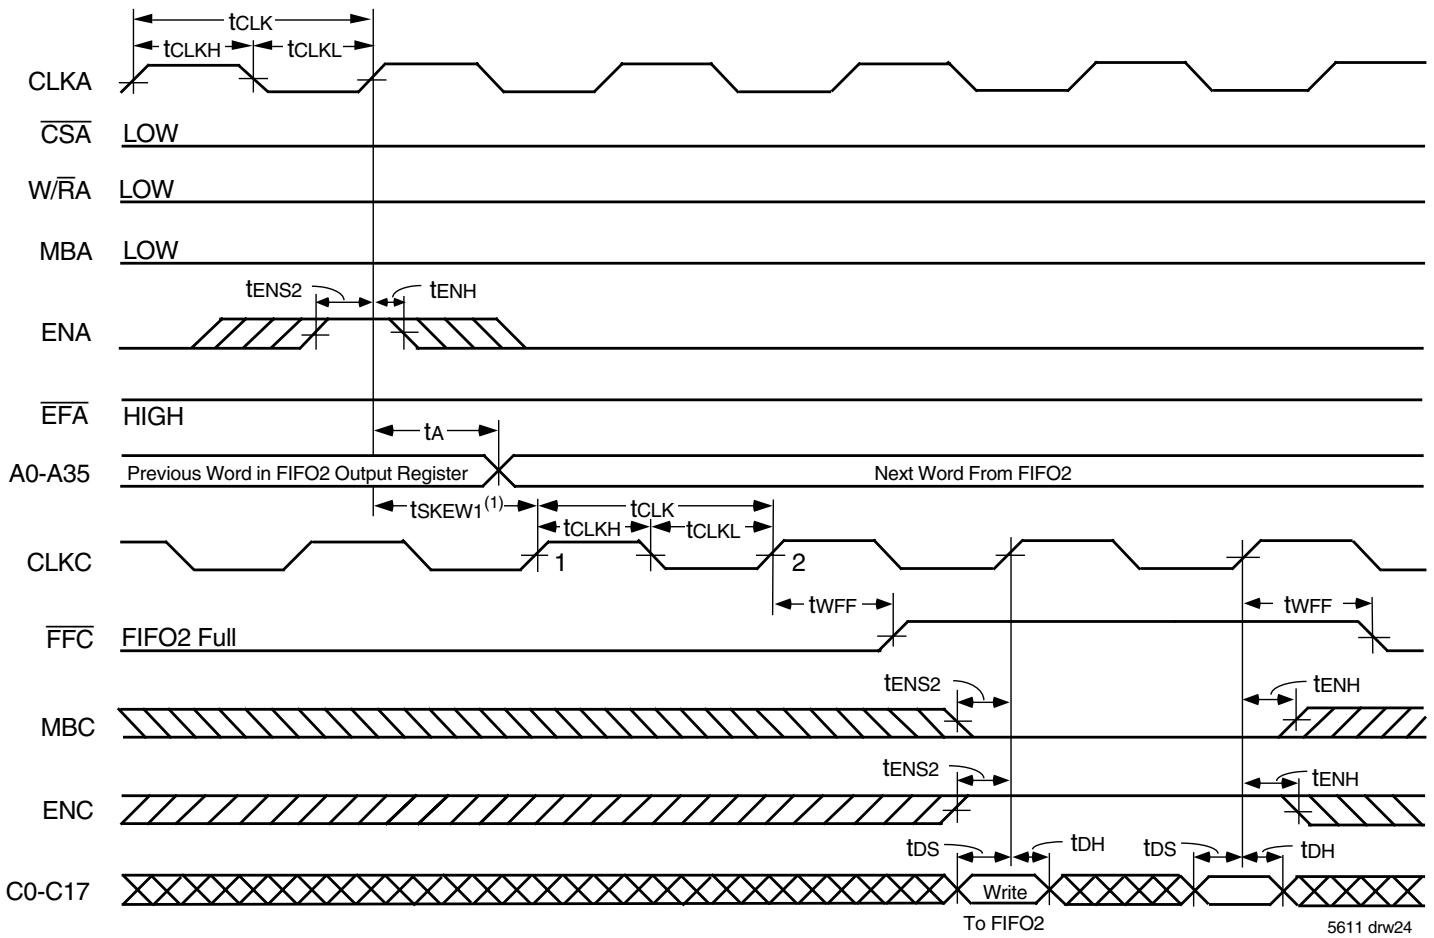 tCLK
tCLKH tCLKL
CLKA
CSA LOW
W/RA LOW
MBA LOW
tENS2 tENH
ENA
EFA HIGH
tA
A0-A35 Previous Word in FIFO2 Output Register Next Word From FIFO2
tSKEW1(1) tCLK
tCLKH tCLKL
CLKC 1 2
tWFF tWFF
FFC FIFO2 Full
tENS2 tENH
MBC
tENS2 tENH
ENC
tDS tDH tDS tDH
C0-C17 Write
To FIFO2
5611 drw24